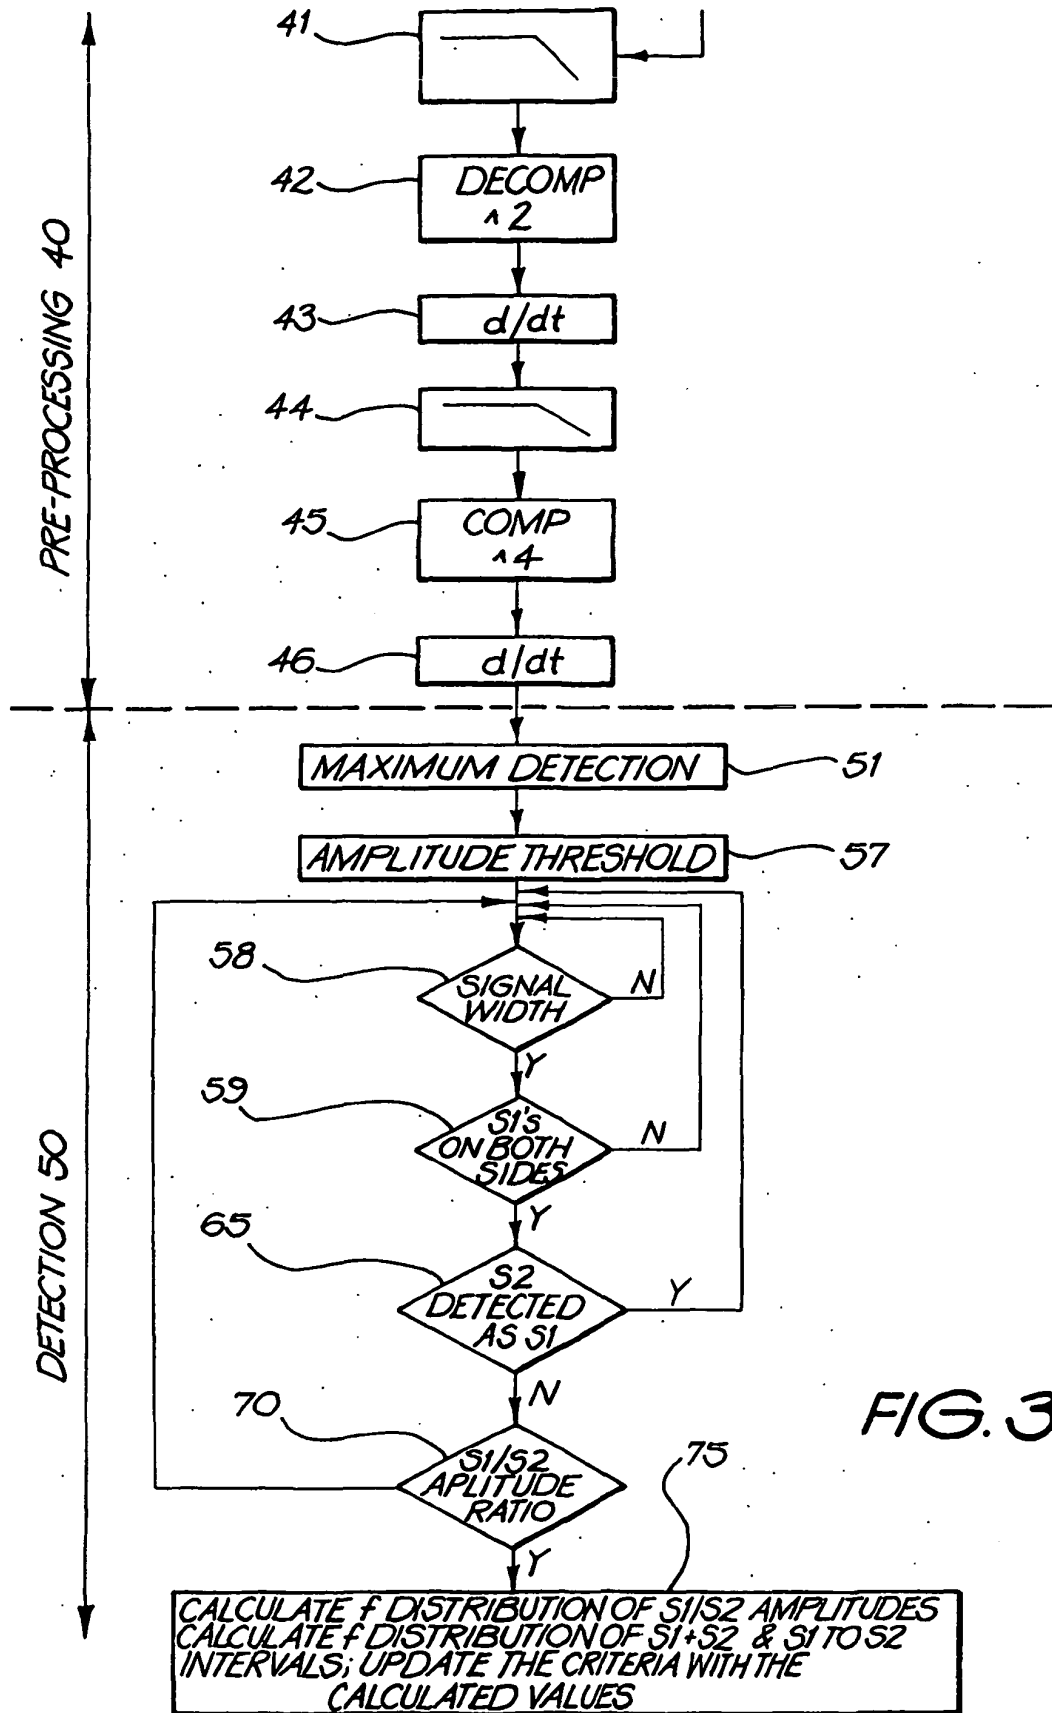 PRE-PROCESSING 40
41
42
DECOMP
^2
43
d/dt
44
45
COMP
^4
46
d/dt
DETECTION 50
MAXIMUM DETECTION
51
AMPLITUDE THRESHOLD
57
58
SIGNAL
WIDTH
N
Y
59
S1's
ON BOTH
SIDES
N
Y
65
S2
DETECTED
AS S1
Y
N
70
S1/S2
APLITUDE
RATIO
Y
FIG. 3
75
CALCULATE f DISTRIBUTION OF S1/S2 AMPLITUDES
CALCULATE f DISTRIBUTION OF S1+S2 & S1 TO S2
INTERVALS; UPDATE THE CRITERIA WITH THE
CALCULATED VALUES